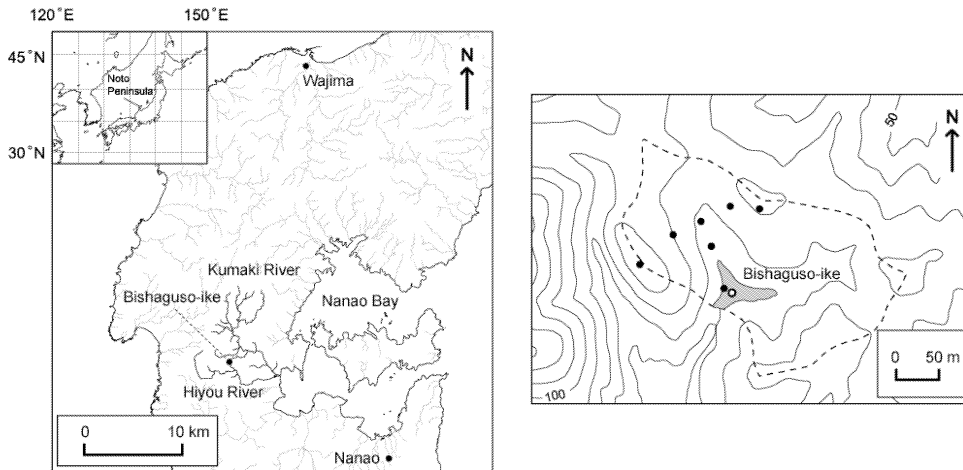 120°E
150°E
45°N
30°N
Noto
Peninsula
N
Wajima
Kumaki River
Bishaguso-ike
Nanao Bay
Hiyou River
0 10 km
Nanao
50
N
Bishaguso-ike
0 50 m
100